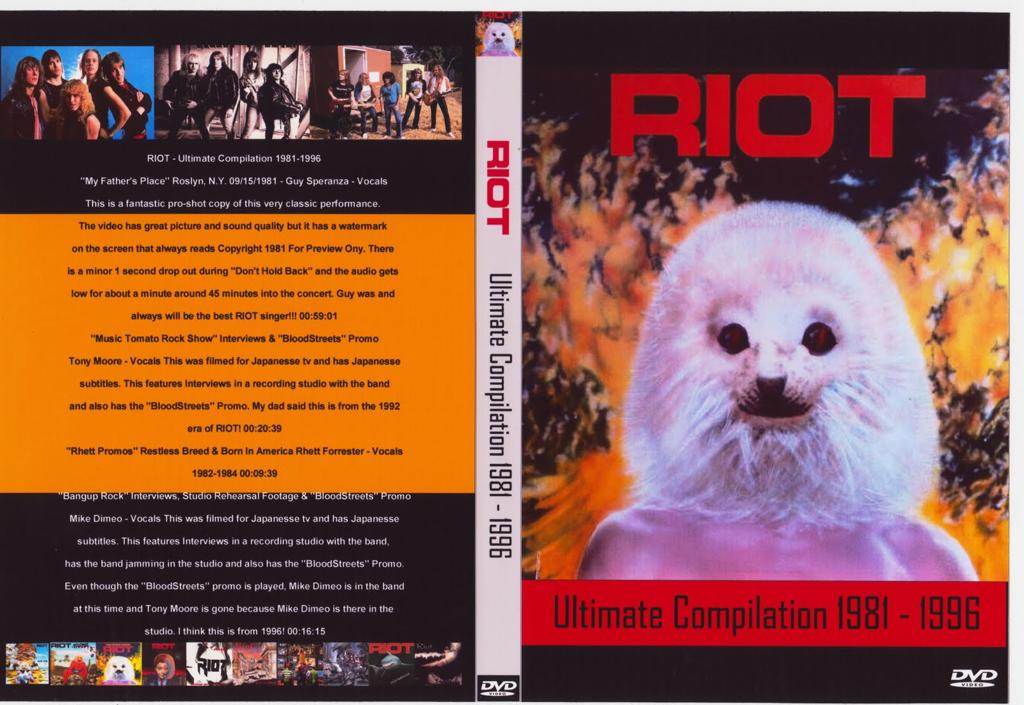 RIOT - Ultimate Compilation 1981-1996
"My Father's Place" Roslyn, N.Y. 09/15/1981 - Guy Speranza - Vocals
This is a fantastic pro-shot copy of this very classic performance.
The video has great picture and sound quality but it has a watermark
on the screen that always reads Copyright 1981 For Preview Ony. There
is a minor 1 second drop out during "Don't Hold Back" and the audio gets
low for about a minute around 45 minutes into the concert. Guy was and
always will be the best RIOT singer!!! 00:59:01
"Music Tomato Rock Show" Interviews & "BloodStreets" Promo
Tony Moore - Vocals This was filmed for Japanesse tv and has Japanesse
subtitles. This features Interviews in a recording studio with the band
and also has the "BloodStreets" Promo. My dad said this is from the 1992
era of RIOT! 00:20:39
"Rhett Promos" Restless Breed & Born In America Rhett Forrester - Vocals
1982-1984 00:09:39
"Bangup Rock" Interviews, Studio Rehearsal Footage & "BloodStreets" Promo
Mike Dimeo - Vocals This was filmed for Japanesse tv and has Japanesse
subtitles. This features Interviews in a recording studio with the band,
has the band jamming in the studio and also has the "BloodStreets" Promo.
Even though the "BloodStreets" promo is played, Mike Dimeo is in the band
at this time and Tony Moore is gone because Mike Dimeo is there in the
studio. I think this is from 1996! 00:16:15
RIOT
RIOT
RIOT
RIOT
RIOT
RIOT
RIOT
RIOT
Ultimate Compilation 1981 - 1996
DVD
VIDEO
RIOT
Ultimate Compilation 1981 - 1996
DVD
VIDEO